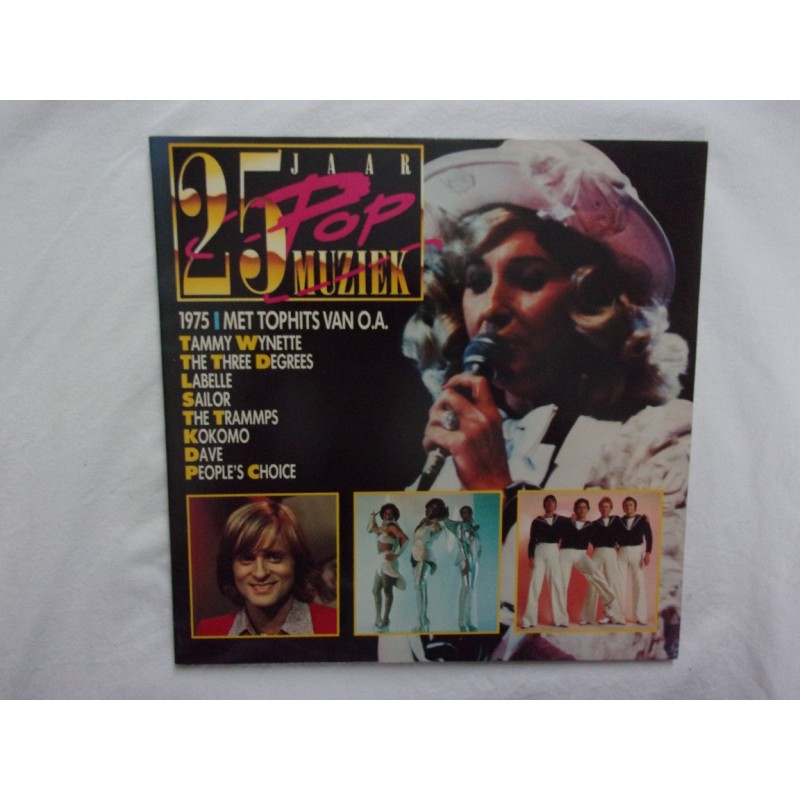 25 JAAR
Pop
MUZIEK
1975 | MET TOPHITS VAN O.A.
TAMMY WYNETTE
THE THREE DEGREES
LABELLE
SAILOR
THE TRAMMPS
KOKOMO
DAVE
PEOPLE'S CHOICE